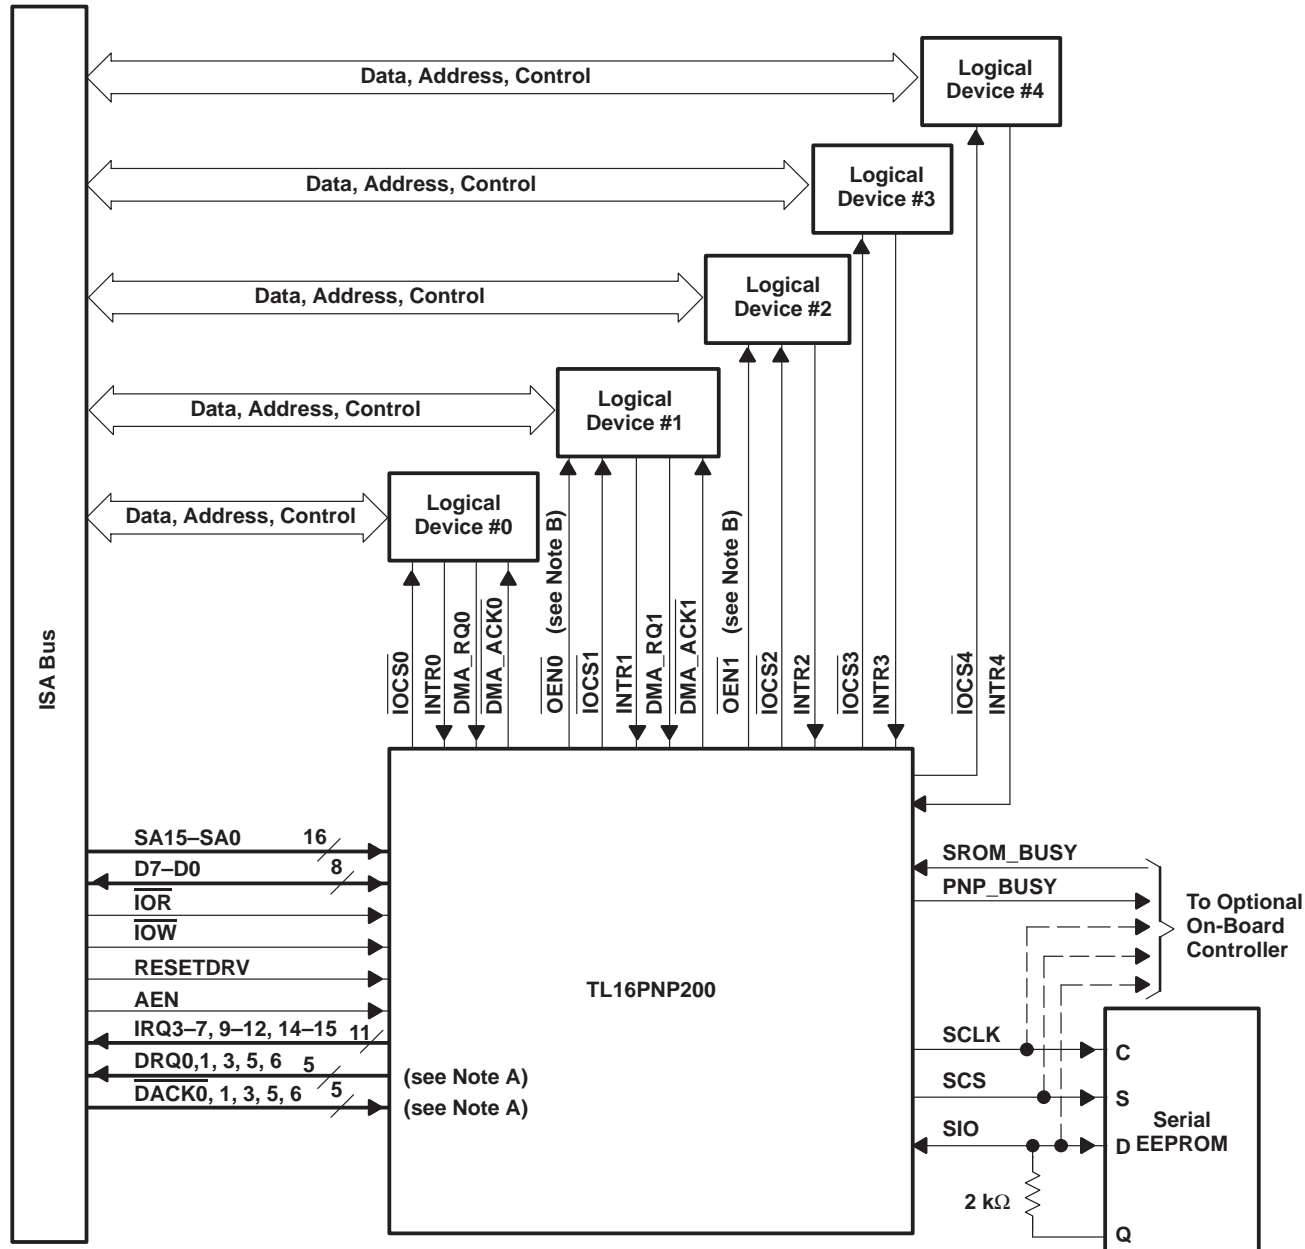 Data, Address, Control
Logical
Device #4
Data, Address, Control
Logical
Device #3
Data, Address, Control
Logical
Device #2
Data, Address, Control
Logical
Device #1
Data, Address, Control
Logical
Device #0
ISA Bus
IOCS0
INTR0
DMA_RQ0
DMA_ACK0
OEN0 (see Note B)
IOCS1
INTR1
DMA_RQ1
DMA_ACK1
OEN1 (see Note B)
IOCS2
INTR2
IOCS3
INTR3
IOCS4
INTR4
SA15–SA0 16
D7–D0 8
IOR
IOW
RESETDRV
AEN
IRQ3–7, 9–12, 14–15 11
DRQ0,1, 3, 5, 6 5
(see Note A)
DACK0, 1, 3, 5, 6 5
(see Note A)
TL16PNP200
SROM_BUSY
PNP_BUSY
To Optional
On-Board
Controller
SCLK
C
SCS
S
SIO
D
Serial
EEPROM
2 kΩ
Q